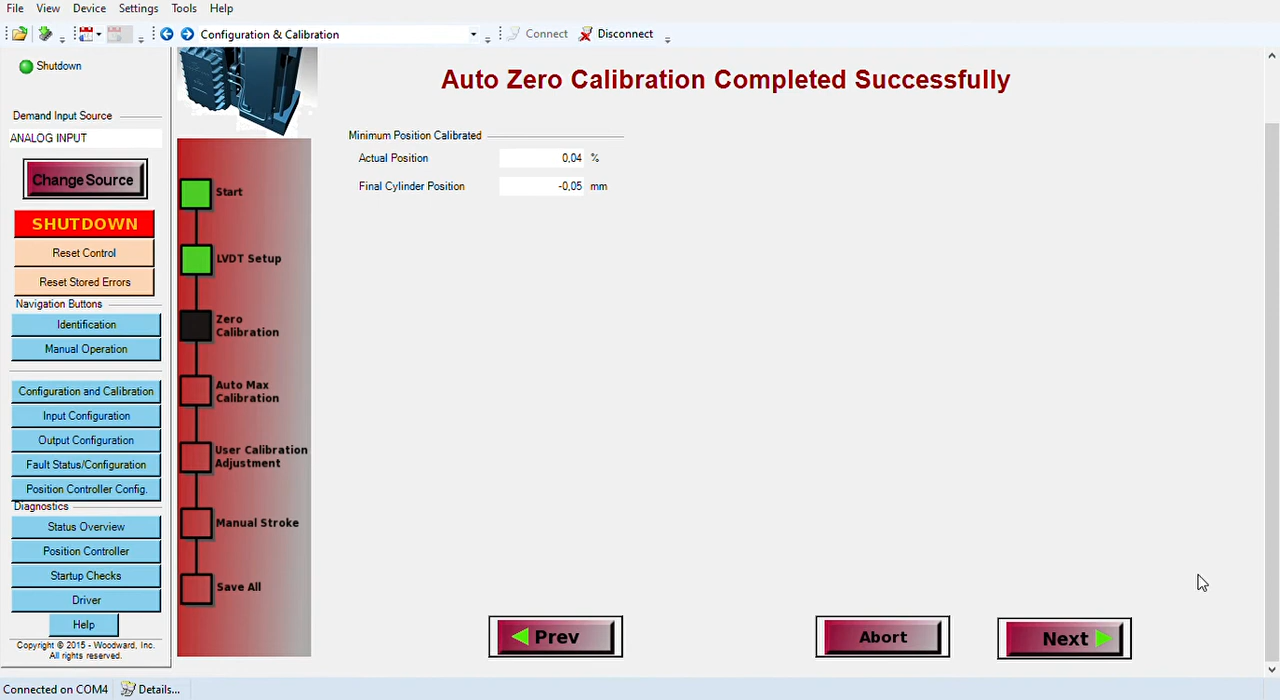 File View Device Settings Tools Help
Configuration & Calibration Connect Disconnect
Shutdown
Demand Input Source
ANALOG INPUT
Change Source
SHUTDOWN
Reset Control
Reset Stored Errors
Navigation Buttons
Identification
Manual Operation
Configuration and Calibration
Input Configuration
Output Configuration
Fault Status/Configuration
Position Controller Config.
Diagnostics
Status Overview
Position Controller
Startup Checks
Driver
Help
Copyright © 2015 - Woodward, Inc.
All rights reserved.
Start
LVDT Setup
Zero
Calibration
Auto Max
Calibration
User Calibration
Adjustment
Manual Stroke
Save All
Auto Zero Calibration Completed Successfully
Minimum Position Calibrated
Actual Position 0.04 %
Final Cylinder Position -0.05 mm
Prev Abort Next
Connected on COM4 Details...